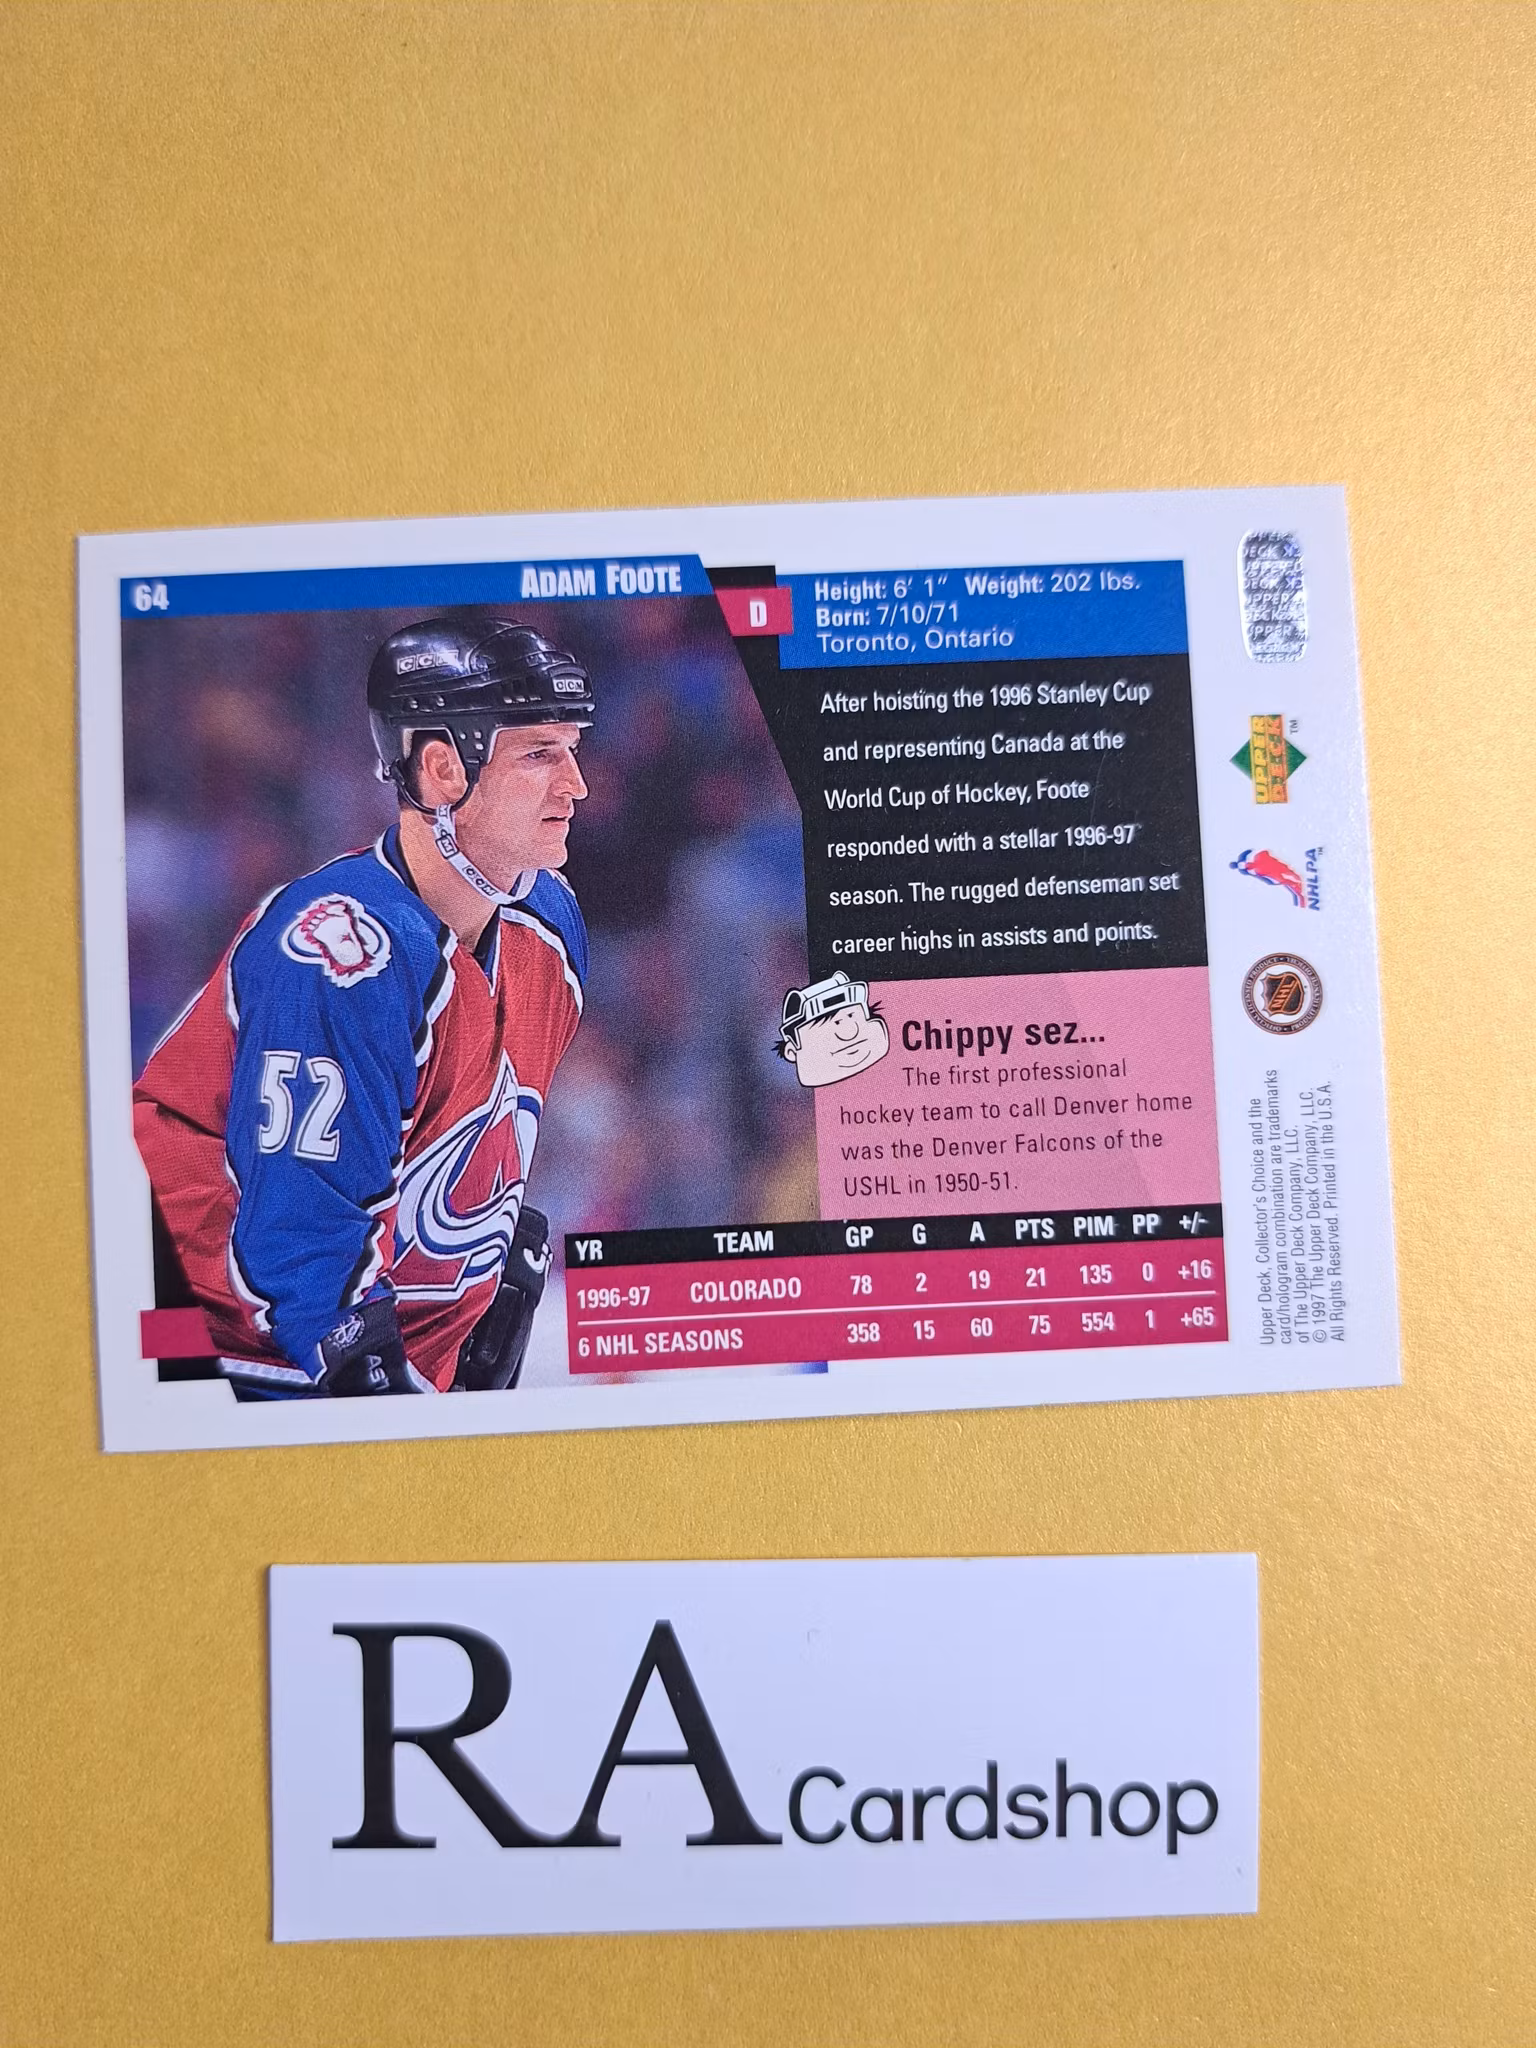 64
ADAM FOOTE
D
Height: 6' 1" Weight: 202 lbs.
Born: 7/10/71
Toronto, Ontario
After hoisting the 1996 Stanley Cup
and representing Canada at the
World Cup of Hockey, Foote
responded with a stellar 1996-97
season. The rugged defenseman set
career highs in assists and points.
Chippy sez...
The first professional
hockey team to call Denver home
was the Denver Falcons of the
USHL in 1950-51.
YR TEAM GP G A PTS PIM PP +/-
1996-97 COLORADO 78 2 19 21 135 0 +16
6 NHL SEASONS 358 15 60 75 554 1 +65
CCM
CCM
52
UPPER
DECK
TM
NHLPA
NHL
Upper Deck, Collector's Choice and the
card/hologram combination are trademarks
of The Upper Deck Company, LLC.
© 1997 The Upper Deck Company, LLC.
All Rights Reserved. Printed in the U.S.A.
RA Cardshop